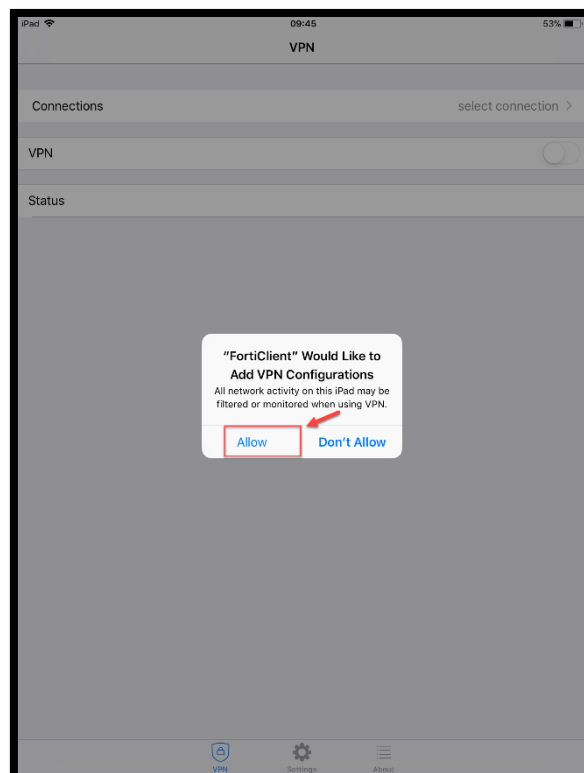 iPad 09:45 53%
VPN
Connections select connection >
VPN
Status
"FortiClient" Would Like to
Add VPN Configurations
All network activity on this iPad may be
filtered or monitored when using VPN.
Allow Don't Allow
VPN Settings About